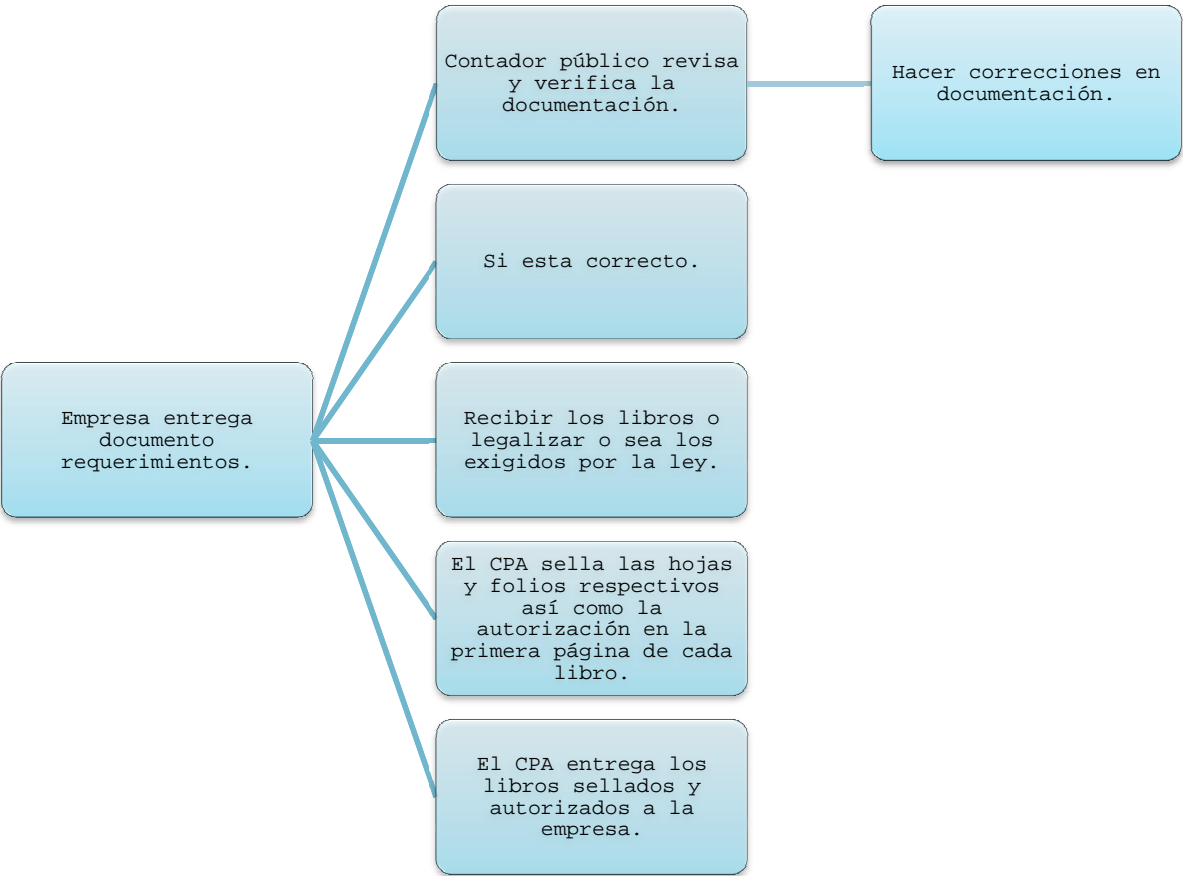 Contador público revisa
y verifica la
documentación.
Hacer correcciones en
documentación.
Si esta correcto.
Empresa entrega
documento
requerimientos.
Recibir los libros o
legalizar o sea los
exigidos por la ley.
El CPA sella las hojas
y folios respectivos
así como la
autorización en la
primera página de cada
libro.
El CPA entrega los
libros sellados y
autorizados a la
empresa.